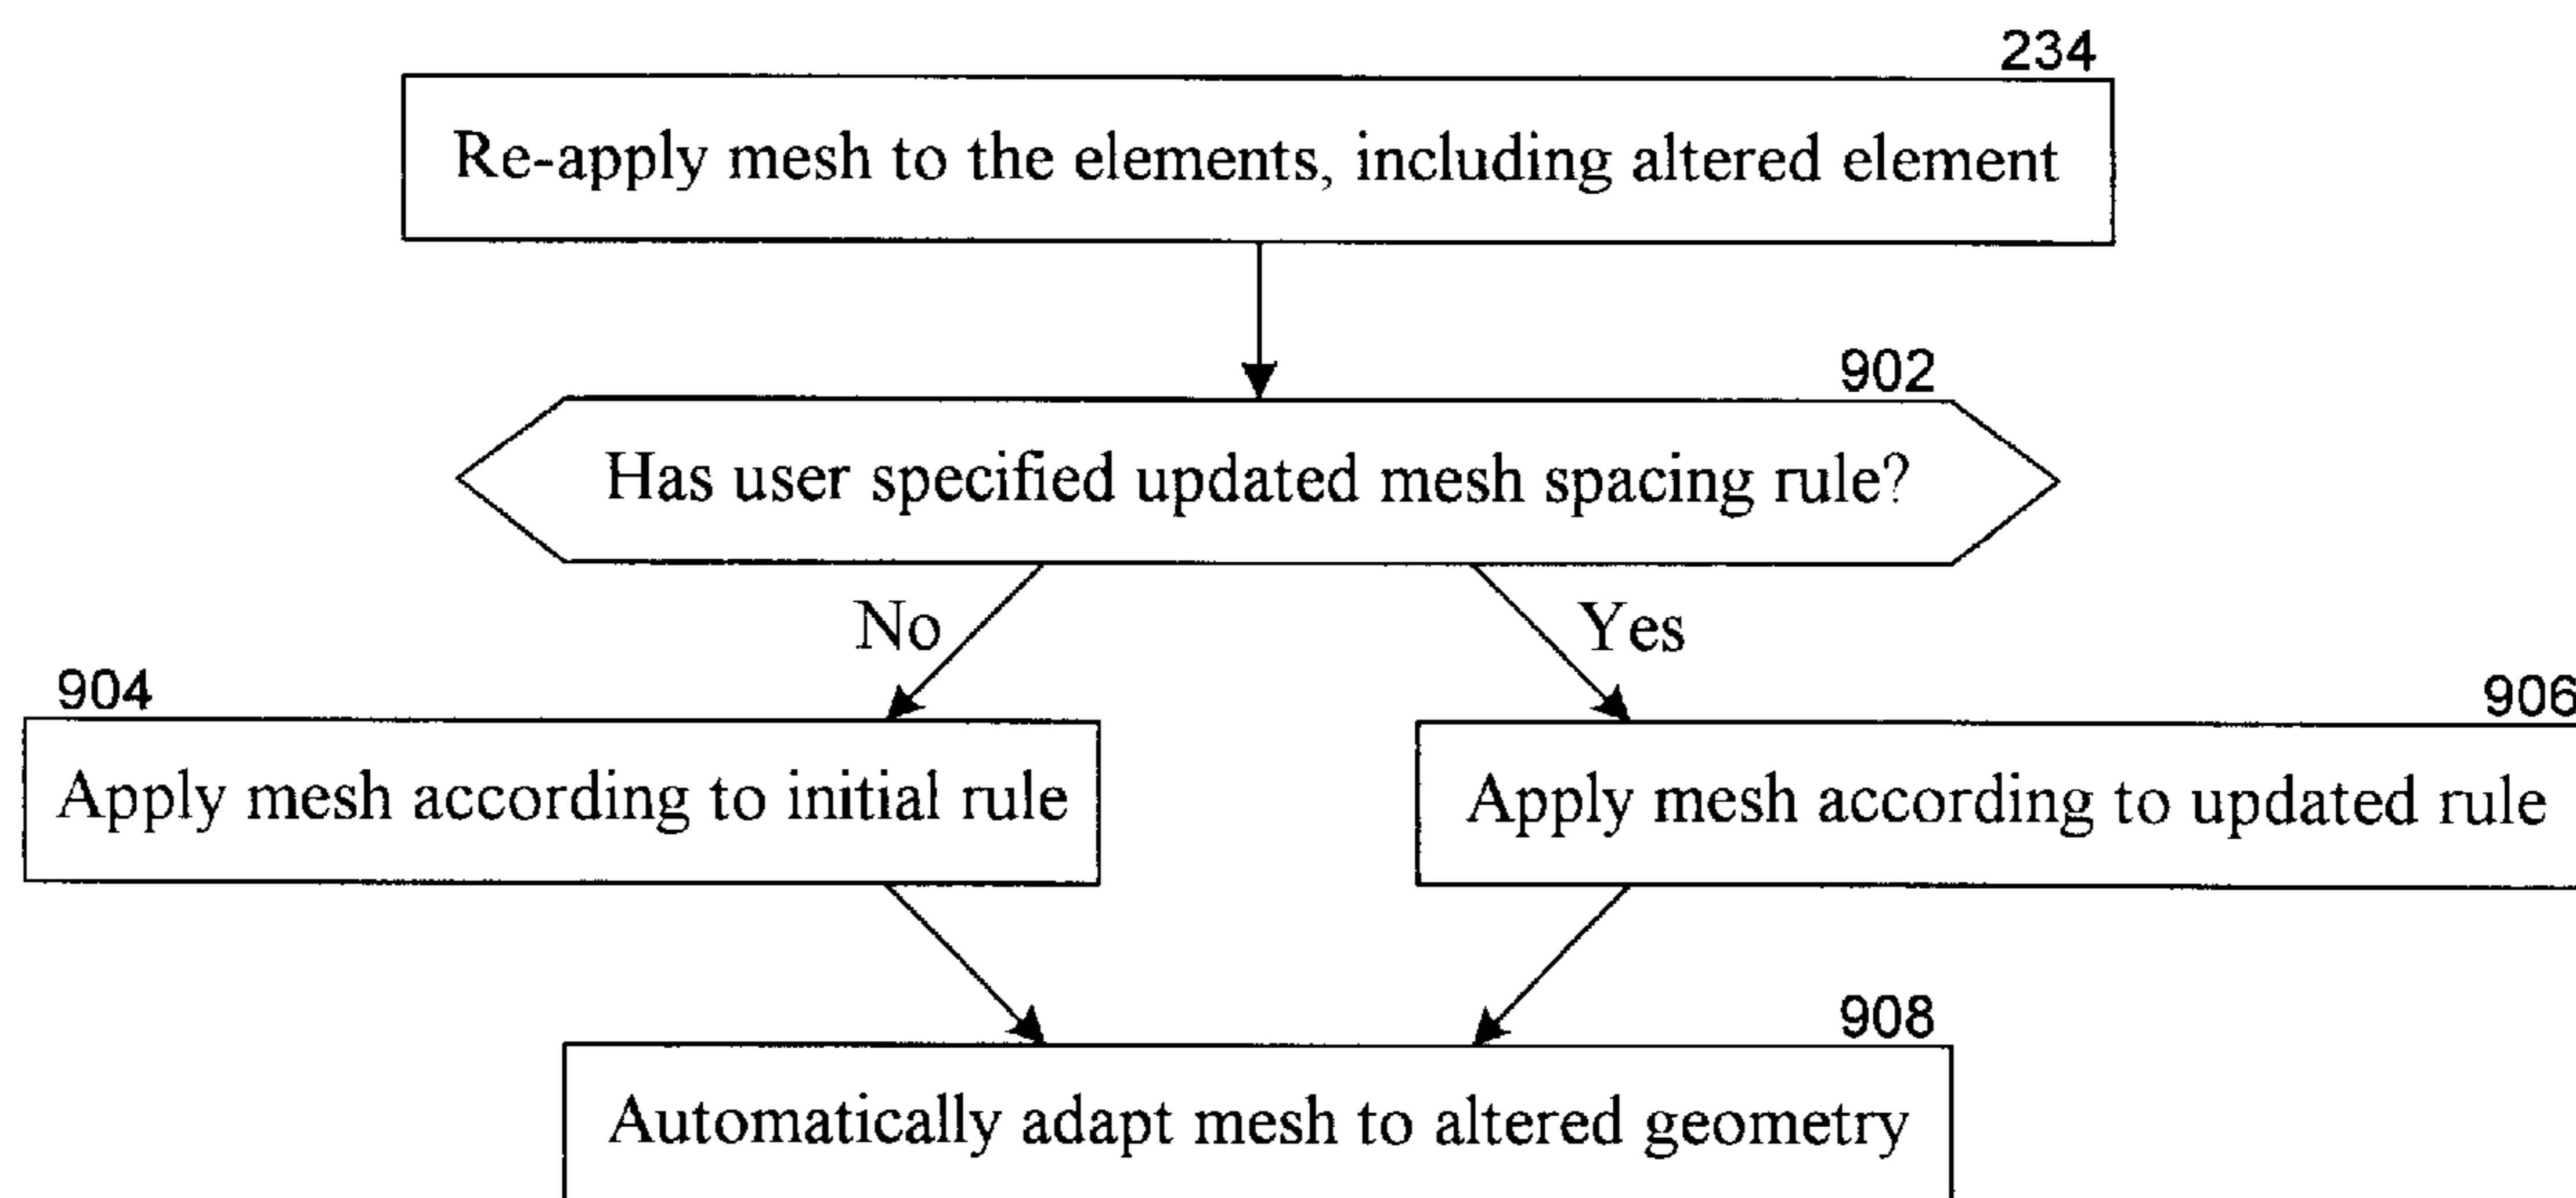 234
Re-apply mesh to the elements, including altered element
902
Has user specified updated mesh spacing rule?
No
Yes
904
906
Apply mesh according to initial rule
Apply mesh according to updated rule
908
Automatically adapt mesh to altered geometry